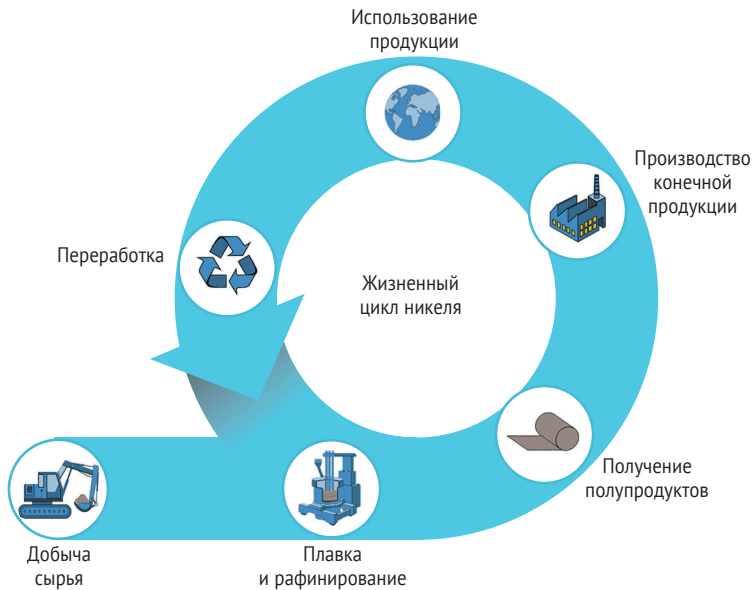 Использование
продукции
Производство
конечной
продукции
Переработка
Жизненный
цикл никеля
Получение
полупродуктов
Добыча
сырья
Плавка
и рафинирование